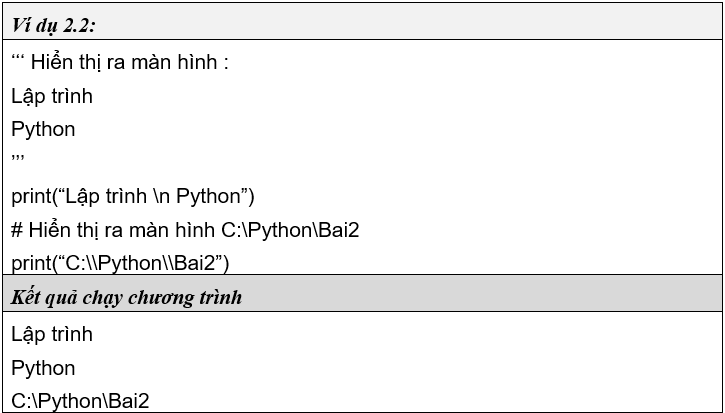 Ví dụ 2.2:
‘‘‘ Hiển thị ra màn hình :
Lập trình
Python
’’’
print(“Lập trình \n Python”)
# Hiển thị ra màn hình C:\Python\Bai2
print(“C:\\Python\\Bai2”)
Kết quả chạy chương trình
Lập trình
Python
C:\Python\Bai2